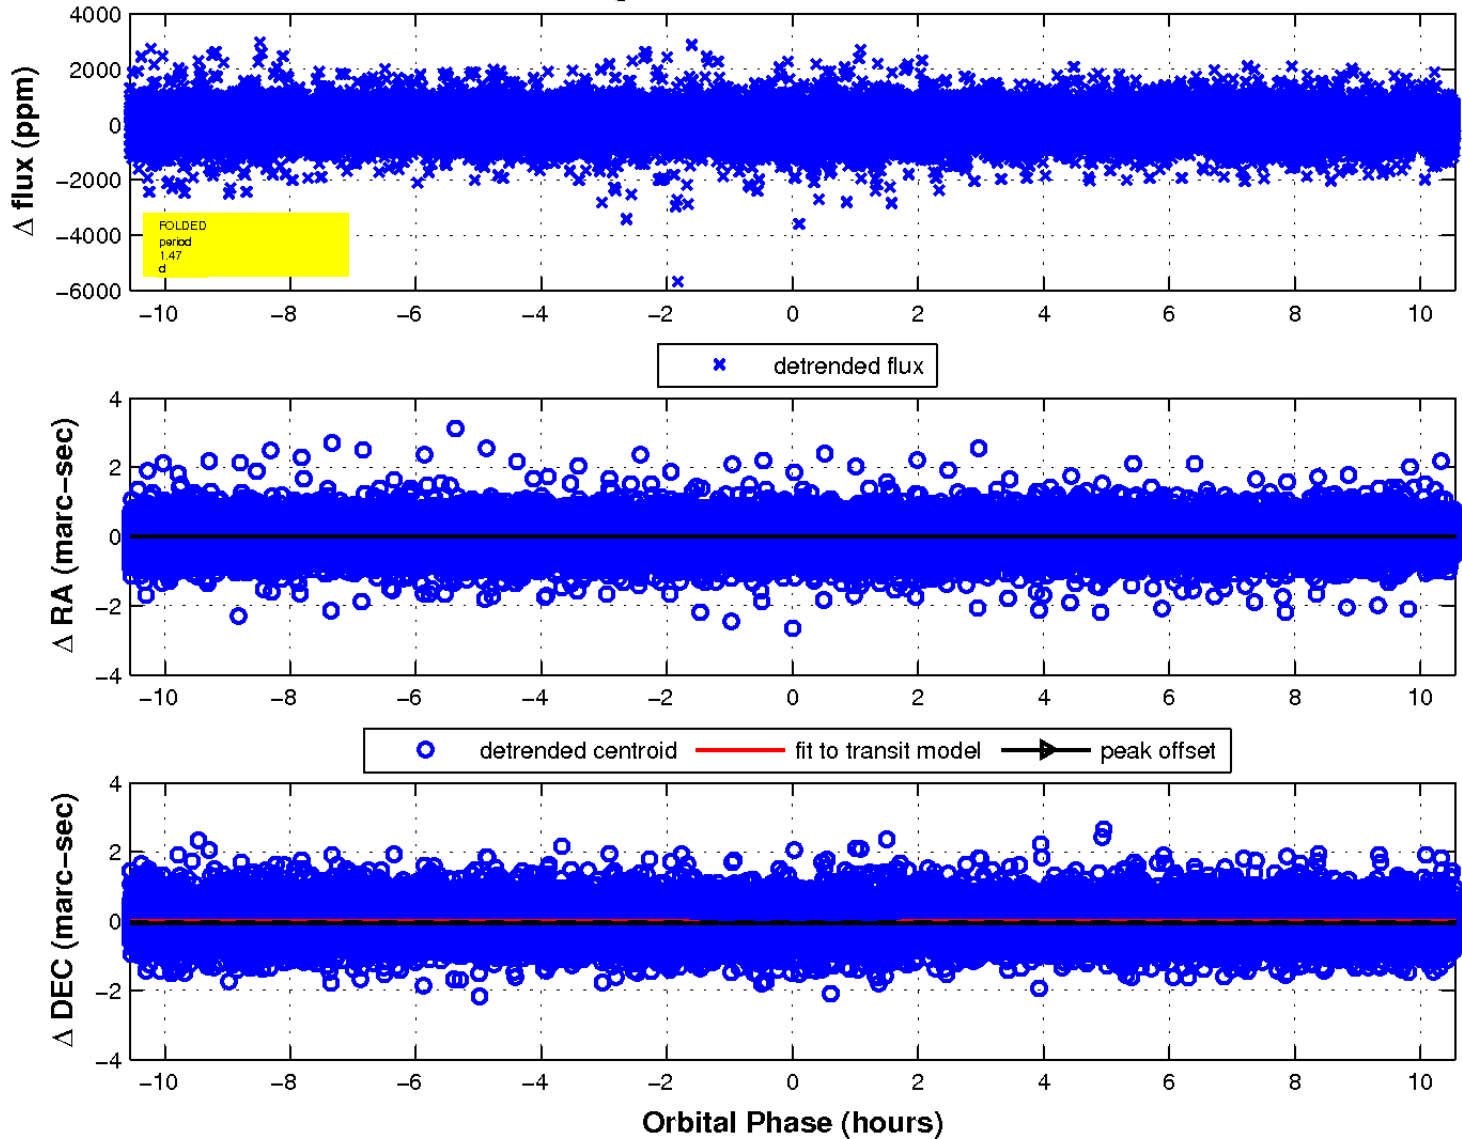 4000
2000
0
−2000
−4000
−6000
Δ flux (ppm)
FOLDED
period
1.47
d
−10 −8 −6 −4 −2 0 2 4 6 8 10
detrended flux
4
2
0
−2
−4
Δ RA (marc−sec)
−10 −8 −6 −4 −2 0 2 4 6 8 10
detrended centroid fit to transit model peak offset
4
2
0
−2
−4
Δ DEC (marc−sec)
−10 −8 −6 −4 −2 0 2 4 6 8 10
Orbital Phase (hours)